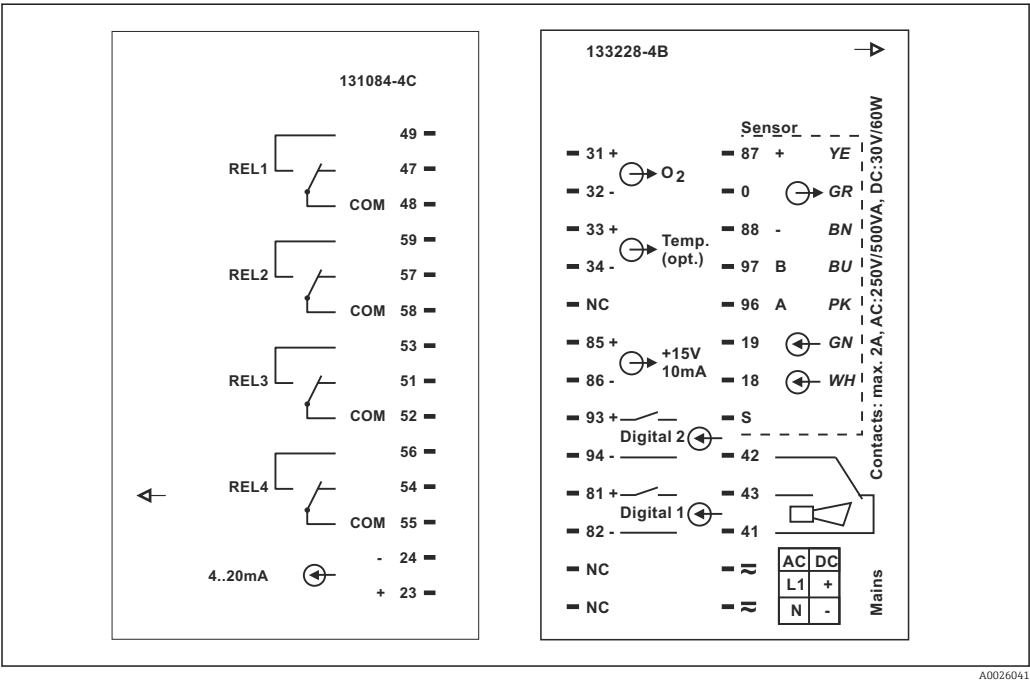 131084-4C
49
REL1 47
COM 48
59
REL2 57
COM 58
53
REL3 51
COM 52
56
REL4 54
COM 55
- 24
4..20mA
+ 23
133228-4B
Sensor
31 + 87 + YE
O2
32 - 0 GR
33 + 88 - BN
Temp.
(opt.)
34 - 97 B BU
NC 96 A PK
85 + 19 GN
+15V
10mA
86 - 18 WH
93 + S
Digital 2
94 - 42
81 + 43
Digital 1
82 - 41
NC AC DC
L1 +
NC N -
Contacts: max. 2A, AC:250V/500VA, DC:30V/60W
Mains
A0026041